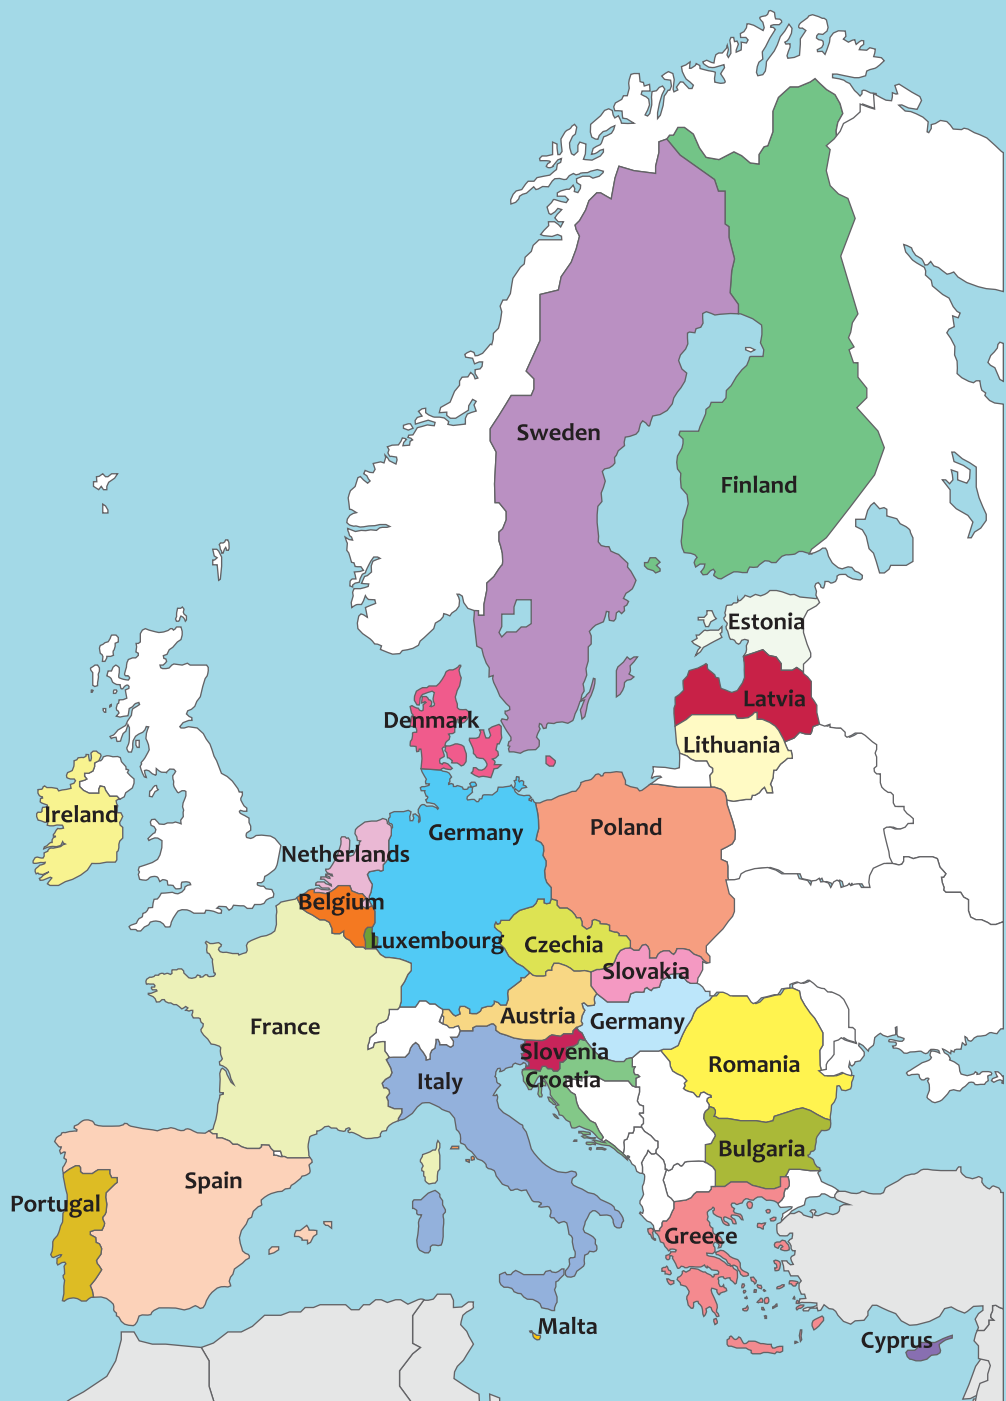 Sweden
Finland
Estonia
Latvia
Denmark
Lithuania
Ireland
Poland
Germany
Netherlands
Belgium
Luxembourg
Czechia
Slovakia
Austria
Germany
France
Slovenia
Romania
Croatia
Italy
Bulgaria
Spain
Portugal
Greece
Malta
Cyprus